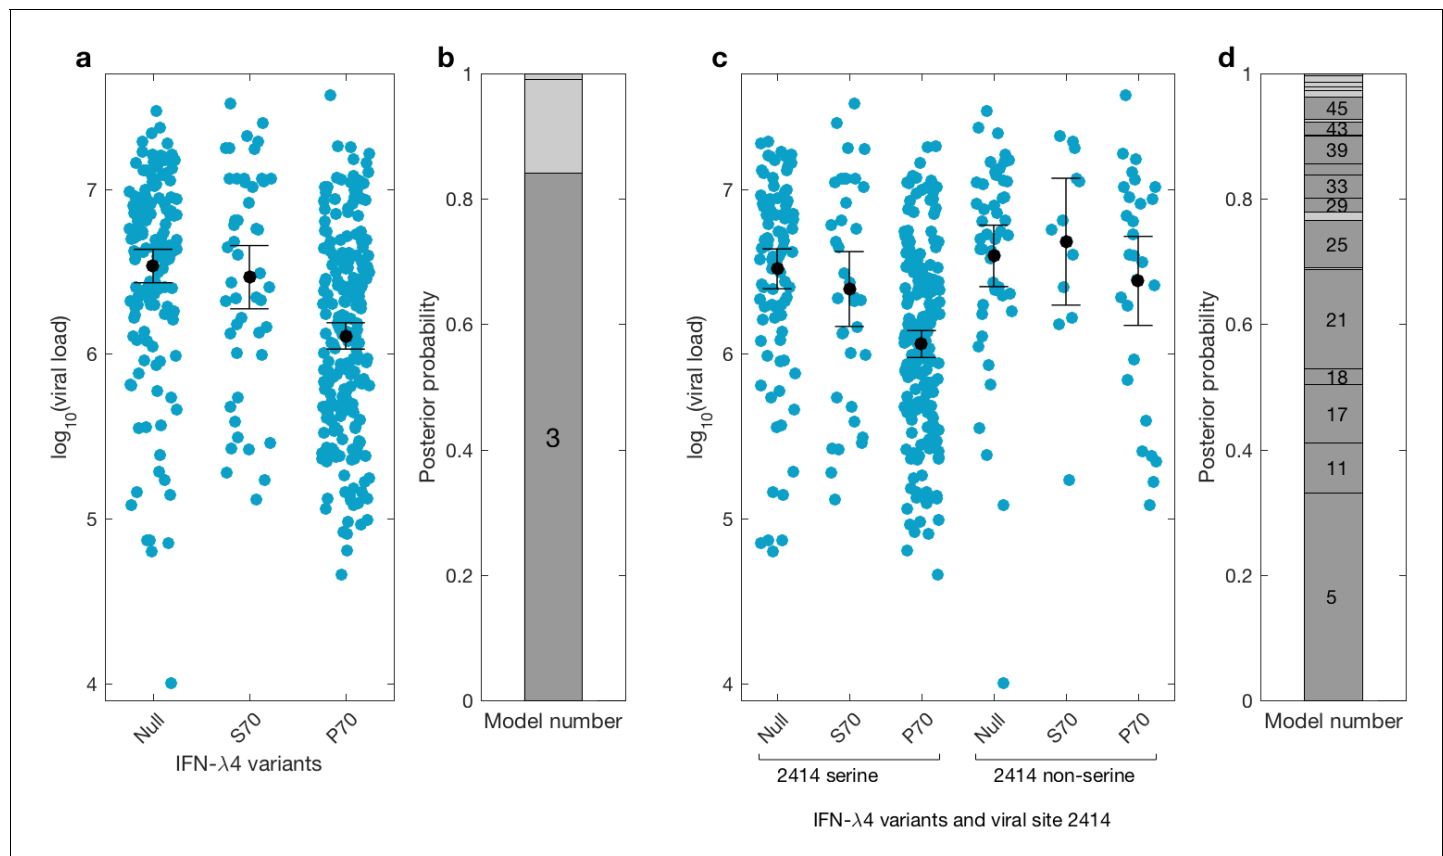 a
b
c
d
log10(viral load)
7
6
5
4
Null
S70
P70
IFN-λ4 variants
Posterior probability
1
0.8
0.6
0.4
0.2
0
3
Model number
log10(viral load)
7
6
5
4
Null
S70
P70
Null
S70
P70
2414 serine
2414 non-serine
IFN-λ4 variants and viral site 2414
Posterior probability
1
0.8
0.6
0.4
0.2
0
45
43
39
33
29
25
21
18
17
11
5
Model number